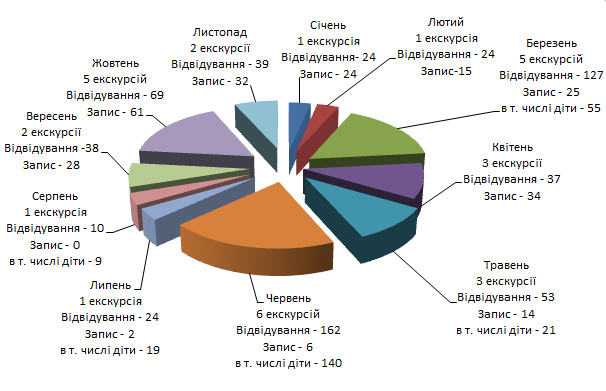 Січень
1 екскурсія
Відвідування- 24
Запис - 24
Лютий
1 екскурсія
Відвідування - 24
Запис-15
Березень
5 екскурсій
Відвідування - 127
Запис - 25
в т. числі діти - 55
Квітень
3 екскурсії
Відвідування - 37
Запис - 34
Травень
3 екскурсії
Відвідування - 53
Запис - 14
в т. числі діти - 21
Червень
6 екскурсій
Відвідування - 162
Запис - 6
в т. числі діти - 140
Липень
1 екскурсія
Відвідування - 24
Запис - 2
в т. числі діти - 19
Серпень
1 екскурсія
Відвідування - 10
Запис - 0
в т. числі діти - 9
Вересень
2 екскурсії
Відвідування -38
Запис - 28
Жовтень
5 екскурсій
Відвідування - 69
Запис - 61
Листопад
2 екскурсії
Відвідування - 39
Запис - 32